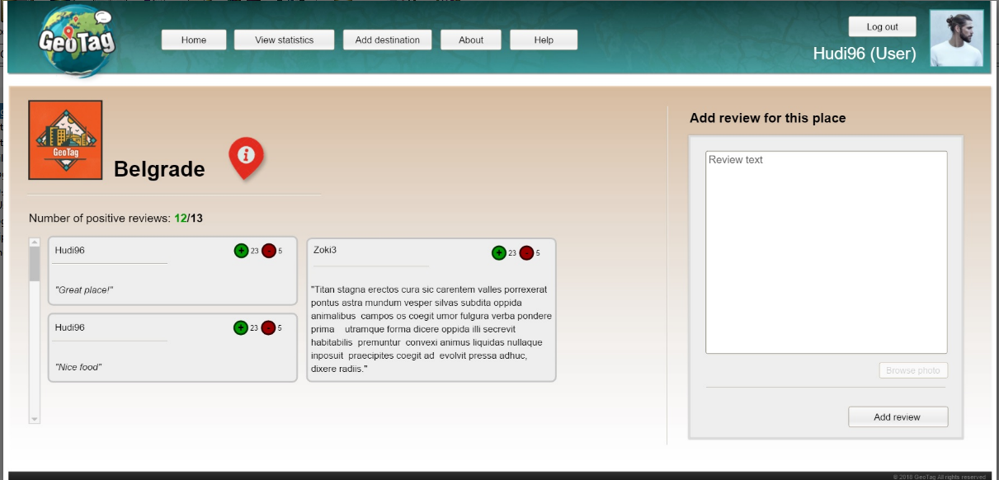 GeoTag
Home
View statistics
Add destination
About
Help
Log out
Hudi96 (User)
GeoTag
Belgrade
i
Number of positive reviews: 12/13
Hudi96
+ 23 - 5
"Great place!"
Hudi96
+ 23 - 5
"Nice food"
Zoki3
+ 23 - 5
"Titan stagna erectos cura sic carentem valles porrexerat
pontus astra mundum vesper silvas subdita oppida
animalibus campos os coegit umor fulgura verba pondere
prima utramque forma dicere oppida illi secrevit
habitabilis premuntur convexi animus liquidas nullaque
inposuit praecipites coegit ad evolvit pressa adhuc,
dixere radiis."
Add review for this place
Review text
Browse photo
Add review
© 2018 GeoTag All rights reserved